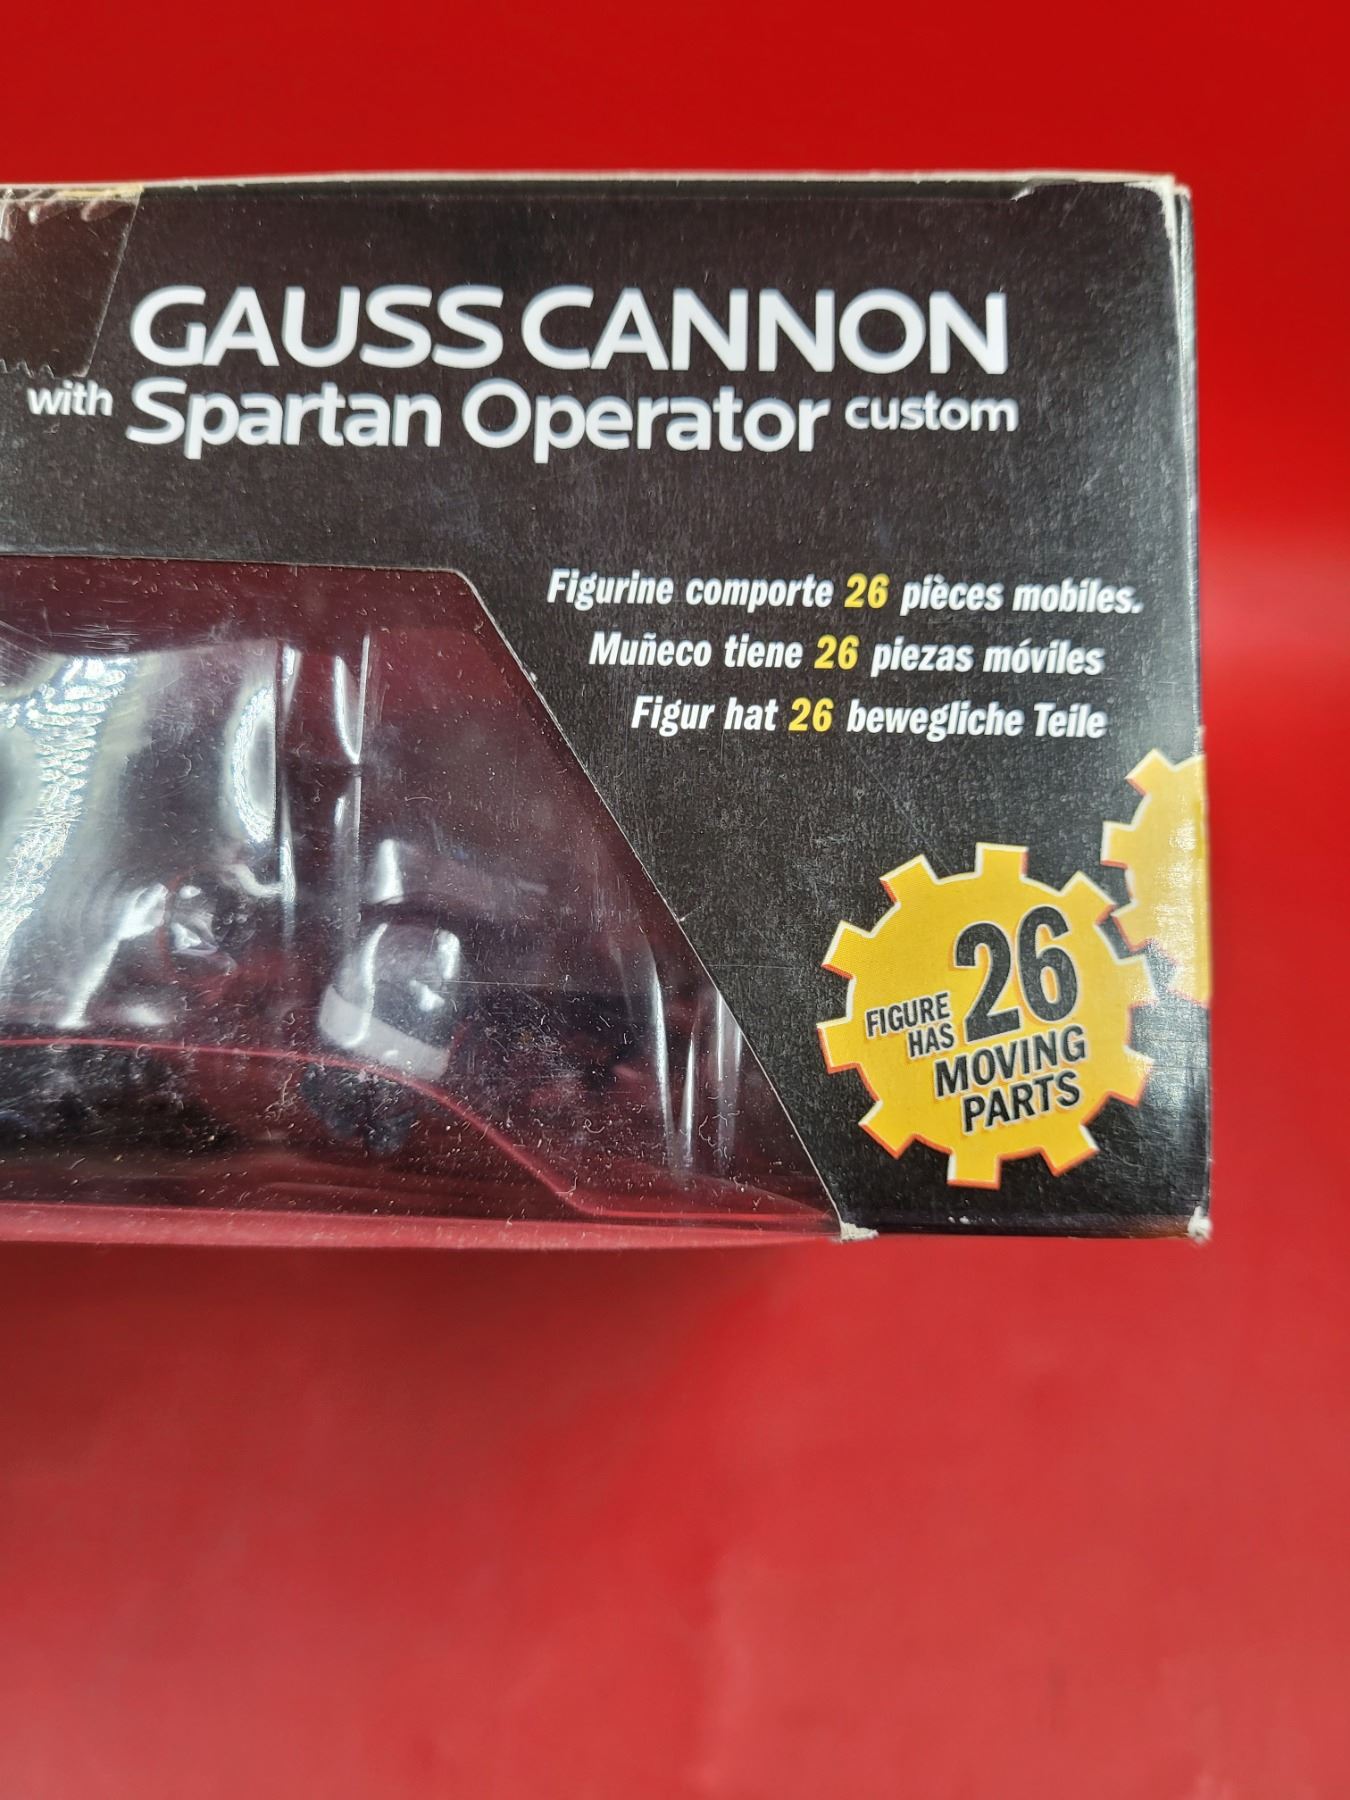 GAUSS CANNON
with Spartan Operator custom
Figurine comporte 26 pièces mobiles.
Muñeco tiene 26 piezas móviles
Figur hat 26 bewegliche Teile
FIGURE
HAS 26
MOVING
PARTS